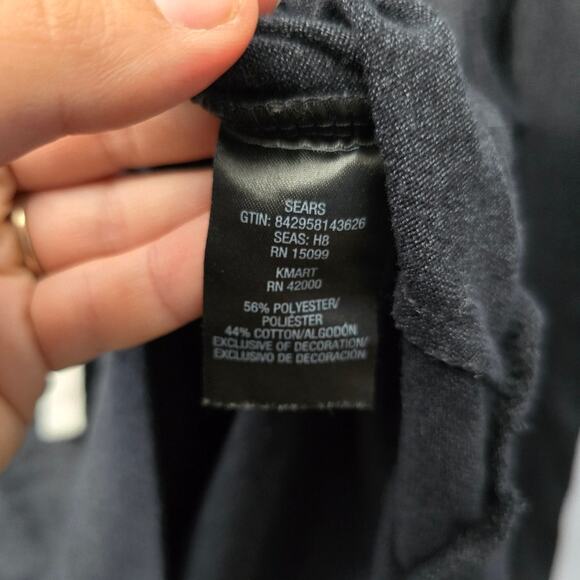 SEARS
GTIN: 842958143626
SEAS: H8
RN 15099
KMART
RN 42000
56% POLYESTER/
POLIÉSTER
44% COTTON/ALGODÓN
EXCLUSIVE OF DECORATION/
EXCLUSIVO DE DECORACIÓN